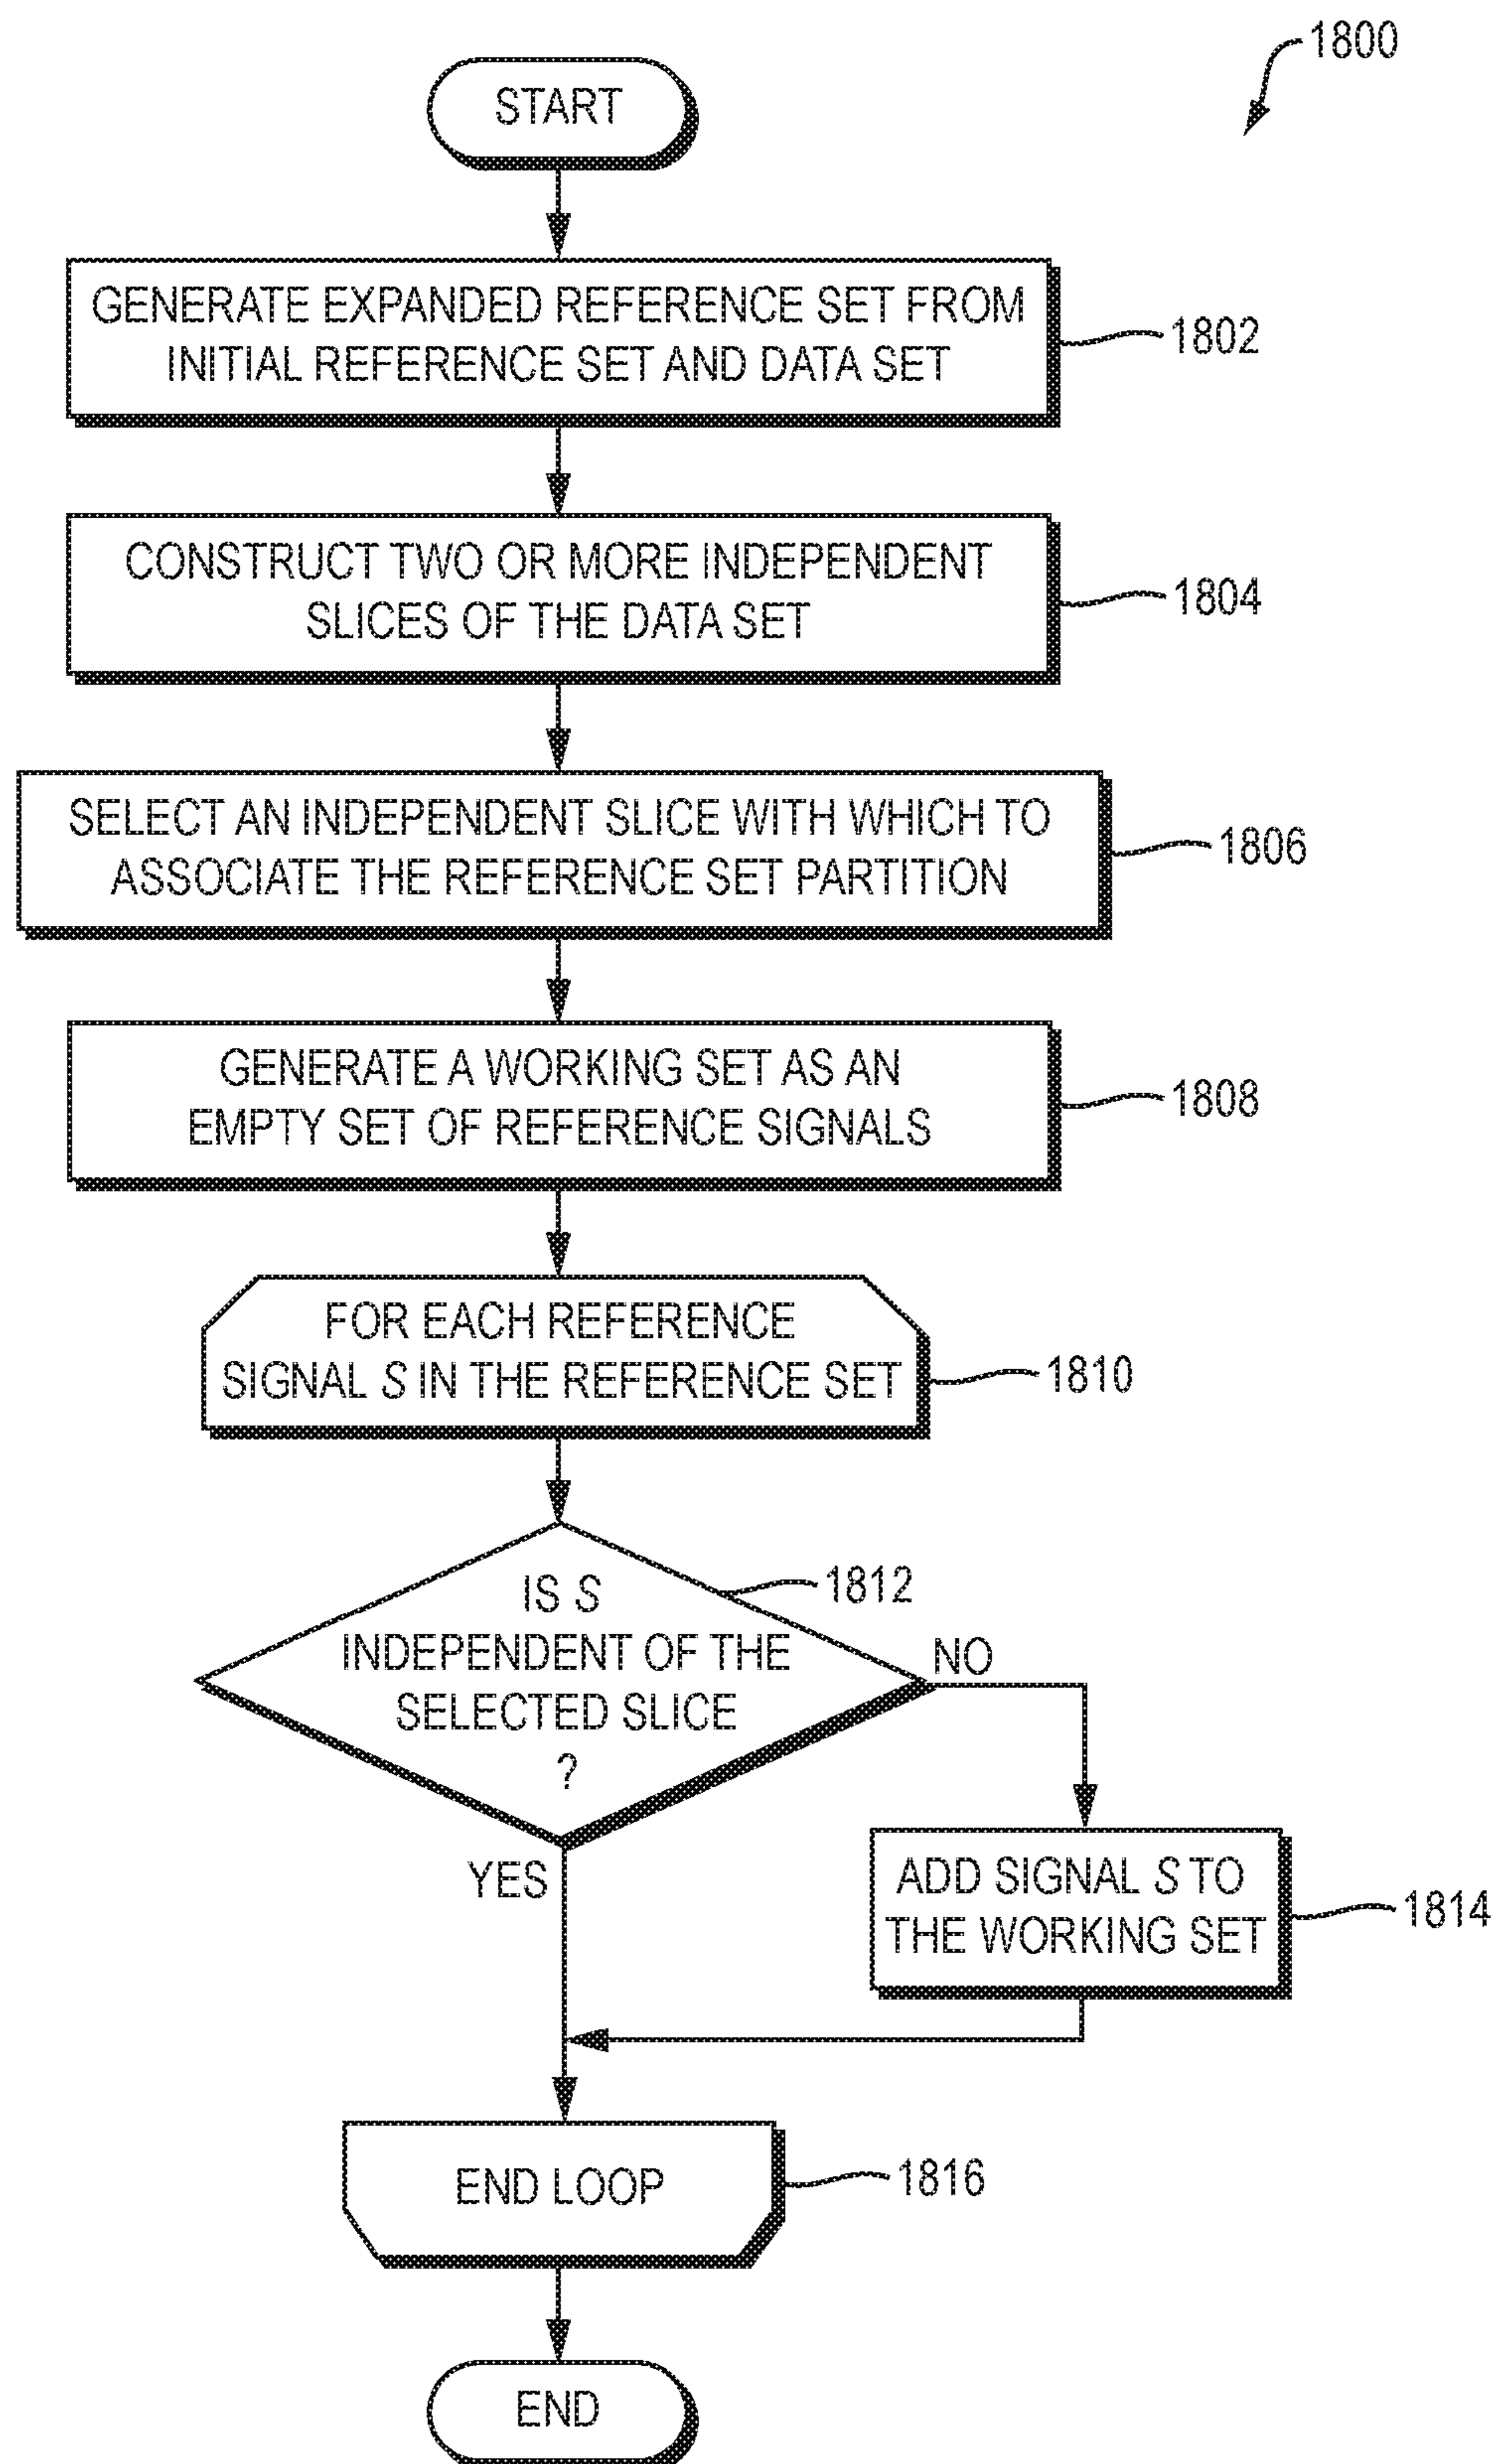 1800
START
GENERATE EXPANDED REFERENCE SET FROM
INITIAL REFERENCE SET AND DATA SET
1802
CONSTRUCT TWO OR MORE INDEPENDENT
SLICES OF THE DATA SET
1804
SELECT AN INDEPENDENT SLICE WITH WHICH TO
ASSOCIATE THE REFERENCE SET PARTITION
1806
GENERATE A WORKING SET AS AN
EMPTY SET OF REFERENCE SIGNALS
1808
FOR EACH REFERENCE
SIGNAL S IN THE REFERENCE SET
1810
IS S
INDEPENDENT OF THE
SELECTED SLICE
?
1812
NO
YES
ADD SIGNAL S TO
THE WORKING SET
1814
END LOOP
1816
END